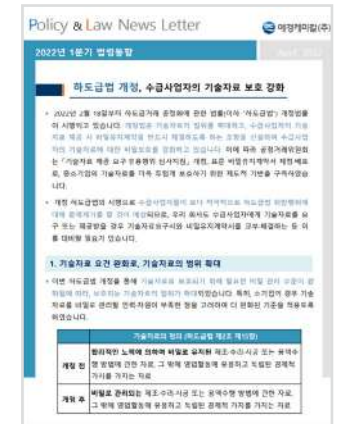 Policy & Law News Letter
애경케미칼(주)
2022년 1분기 법령동향
하도급법 개정, 수급사업자의 기술자료 보호 강화
2022년 2월 18일부터 하도급거래 공정화에 관한 법률(이하 '하도급법') 개정법률
이 시행되고 있습니다. 개정법은 기술자료의 범위를 확대하고, 수급사업자의 기술
자료 제공 시 비밀유지계약을 반드시 체결하도록 하는 조항을 신설하여 수급사업
자의 기술자료에 대한 비밀보호를 강화하고 있습니다. 이에 따라 공정거래위원회
는 「기술자료 제공 요구·유용행위 심사지침」 개정, 표준 비밀유지계약서 제정·배포
로, 중소기업의 기술자료를 더욱 두텁게 보호하기 위한 제도적 기반을 구축하였습
니다.
개정 하도급법의 시행으로 수급사업자들이 보다 적극적으로 하도급법 위반행위에
대해 문제제기를 할 것이 예상되므로, 우리 회사도 수급사업자에게 기술자료를 요
구 또는 제공받을 경우 기술자료요구서와 비밀유지계약서를 교부·체결하는 등 이
를 대비할 필요가 있습니다.
1. 기술자료 요건 완화로, 기술자료의 범위 확대
이번 하도급법 개정을 통해 기술자료로 보호되기 위해 필요한 비밀 관리 수준이 완
화됨에 따라, 보호되는 기술자료의 범위가 확대되었습니다. 특히, 소기업의 경우 기술
자료를 비밀로 관리할 인력·자원이 부족한 점을 고려하여 더 완화된 기준을 적용토록
하였습니다.
기술자료의 정의 (하도급법 제2조 제15항)
개정 전
합리적인 노력에 의하여 비밀로 유지된 제조·수리·시공 또는 용역수
행 방법에 관한 자료, 그 밖에 영업활동에 유용하고 독립된 경제적
가치를 가지는 자료
개정 후
비밀로 관리되는 제조·수리·시공 또는 용역수행 방법에 관한 자료,
그 밖에 영업활동에 유용하고 독립된 경제적 가치를 가지는 자료